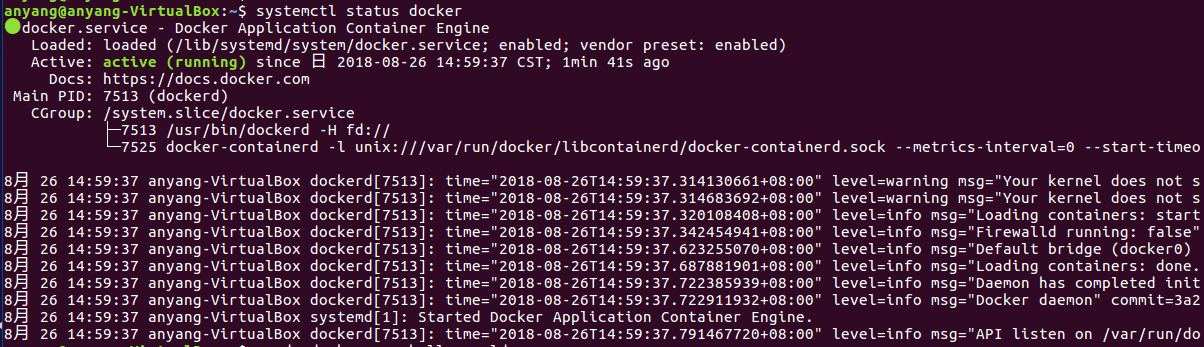 anyang@anyang-VirtualBox:~$ systemctl status docker
docker.service - Docker Application Container Engine
Loaded: loaded (/lib/systemd/system/docker.service; enabled; vendor preset: enabled)
Active: active (running) since 日 2018-08-26 14:59:37 CST; 1min 41s ago
Docs: https://docs.docker.com
Main PID: 7513 (dockerd)
CGroup: /system.slice/docker.service
├─7513 /usr/bin/dockerd -H fd://
└─7525 docker-containerd -l unix:///var/run/docker/libcontainerd/docker-containerd.sock --metrics-interval=0 --start-timeo
8月 26 14:59:37 anyang-VirtualBox dockerd[7513]: time="2018-08-26T14:59:37.314130661+08:00" level=warning msg="Your kernel does not s
8月 26 14:59:37 anyang-VirtualBox dockerd[7513]: time="2018-08-26T14:59:37.314683692+08:00" level=warning msg="Your kernel does not s
8月 26 14:59:37 anyang-VirtualBox dockerd[7513]: time="2018-08-26T14:59:37.320108408+08:00" level=info msg="Loading containers: start
8月 26 14:59:37 anyang-VirtualBox dockerd[7513]: time="2018-08-26T14:59:37.342454941+08:00" level=info msg="Firewalld running: false"
8月 26 14:59:37 anyang-VirtualBox dockerd[7513]: time="2018-08-26T14:59:37.623255070+08:00" level=info msg="Default bridge (docker0)
8月 26 14:59:37 anyang-VirtualBox dockerd[7513]: time="2018-08-26T14:59:37.687881901+08:00" level=info msg="Loading containers: done.
8月 26 14:59:37 anyang-VirtualBox dockerd[7513]: time="2018-08-26T14:59:37.722385939+08:00" level=info msg="Daemon has completed init
8月 26 14:59:37 anyang-VirtualBox dockerd[7513]: time="2018-08-26T14:59:37.722911932+08:00" level=info msg="Docker daemon" commit=3a2
8月 26 14:59:37 anyang-VirtualBox systemd[1]: Started Docker Application Container Engine.
8月 26 14:59:37 anyang-VirtualBox dockerd[7513]: time="2018-08-26T14:59:37.791467720+08:00" level=info msg="API listen on /var/run/do